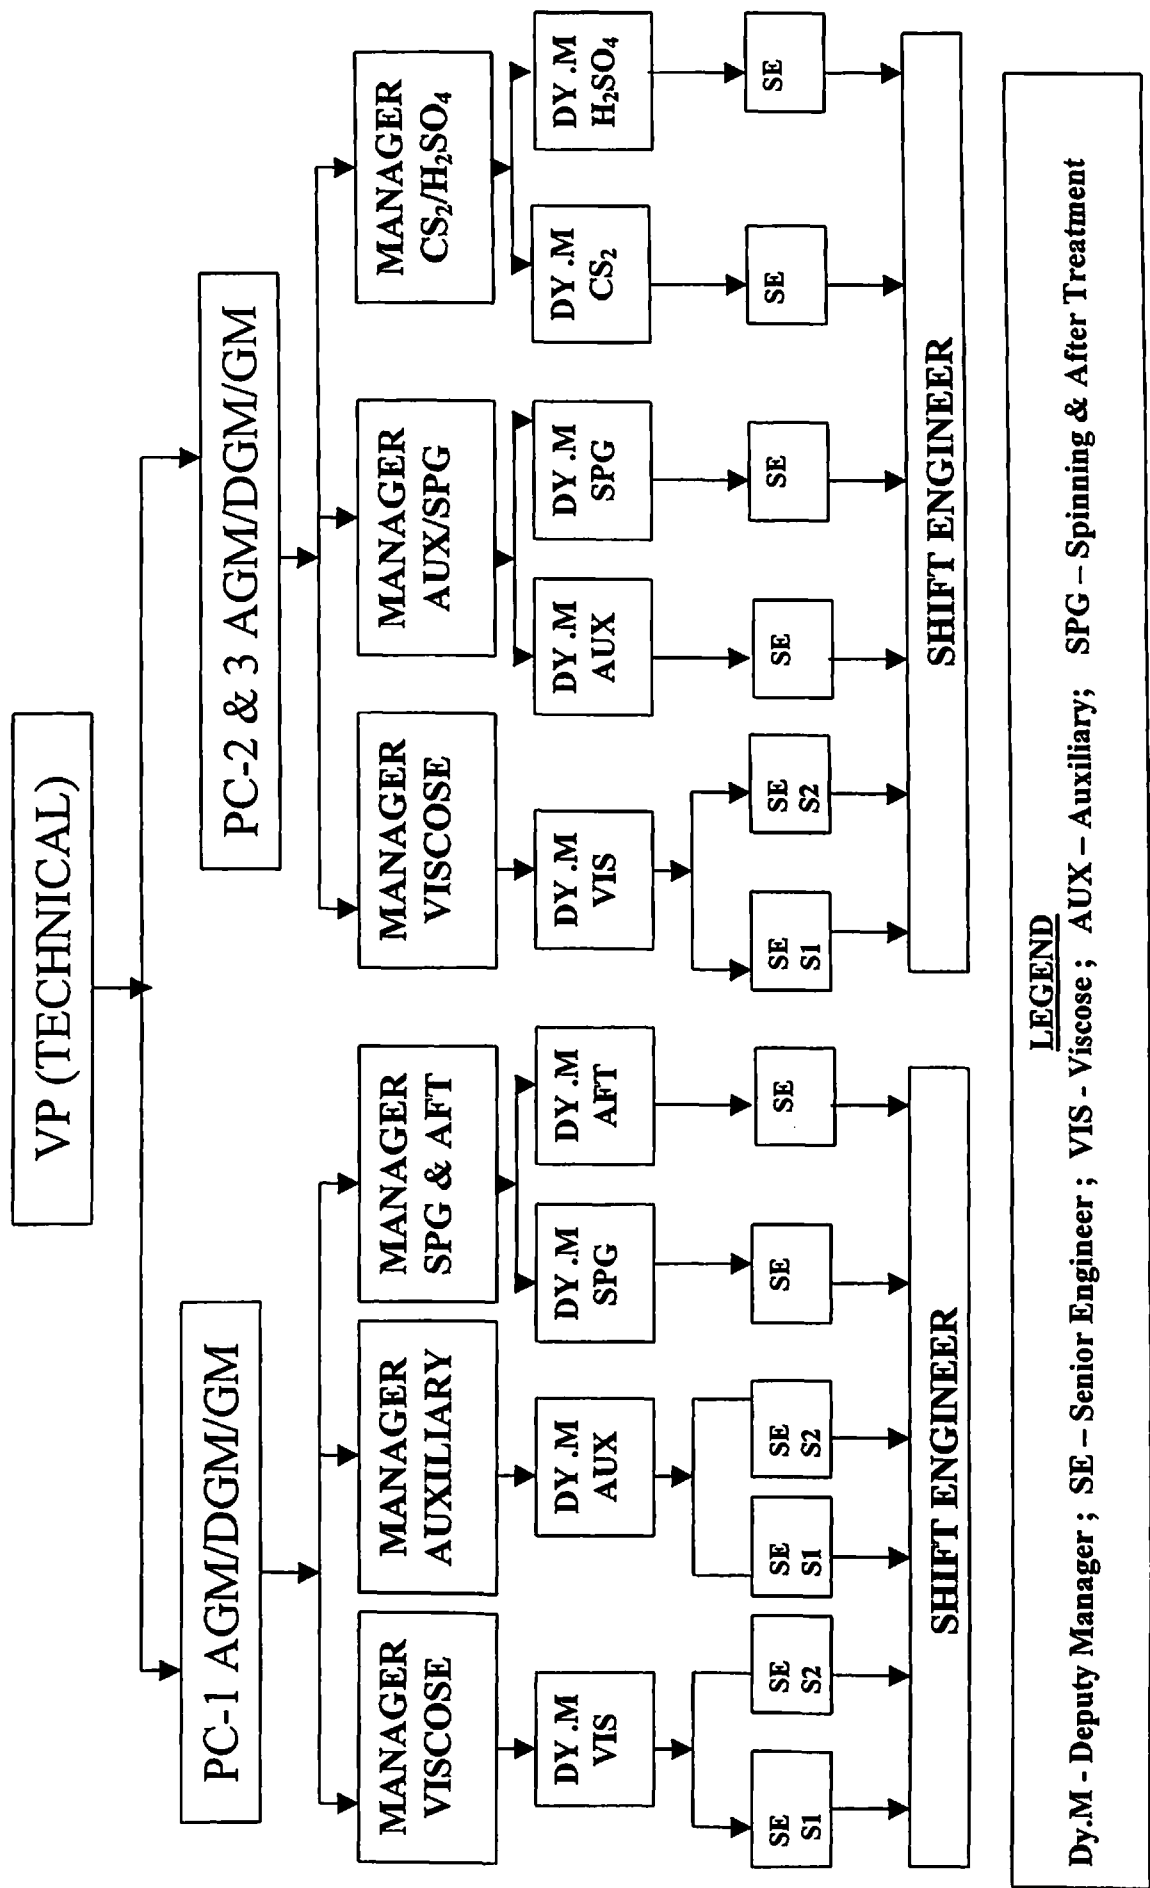 VP (TECHNICAL)
PC-1 AGM/DGM/GM
PC-2 & 3 AGM/DGM/GM
MANAGER
VISCOSE
MANAGER
AUXILIARY
MANAGER
SPG & AFT
MANAGER
VISCOSE
MANAGER
AUX/SPG
MANAGER
CS₂/H₂SO₄
DY .M
VIS
DY .M
AUX
DY .M
SPG
DY .M
AFT
DY .M
VIS
DY .M
AUX
DY .M
SPG
DY .M
CS₂
DY .M
H₂SO₄
SE
S1
SE
S2
SE
S1
SE
S2
SE
SE
SE
S1
SE
S2
SE
SE
SE
SE
SHIFT ENGINEER
SHIFT ENGINEER
LEGEND
Dy.M - Deputy Manager ; SE – Senior Engineer ; VIS - Viscose ; AUX – Auxiliary; SPG – Spinning & After Treatment